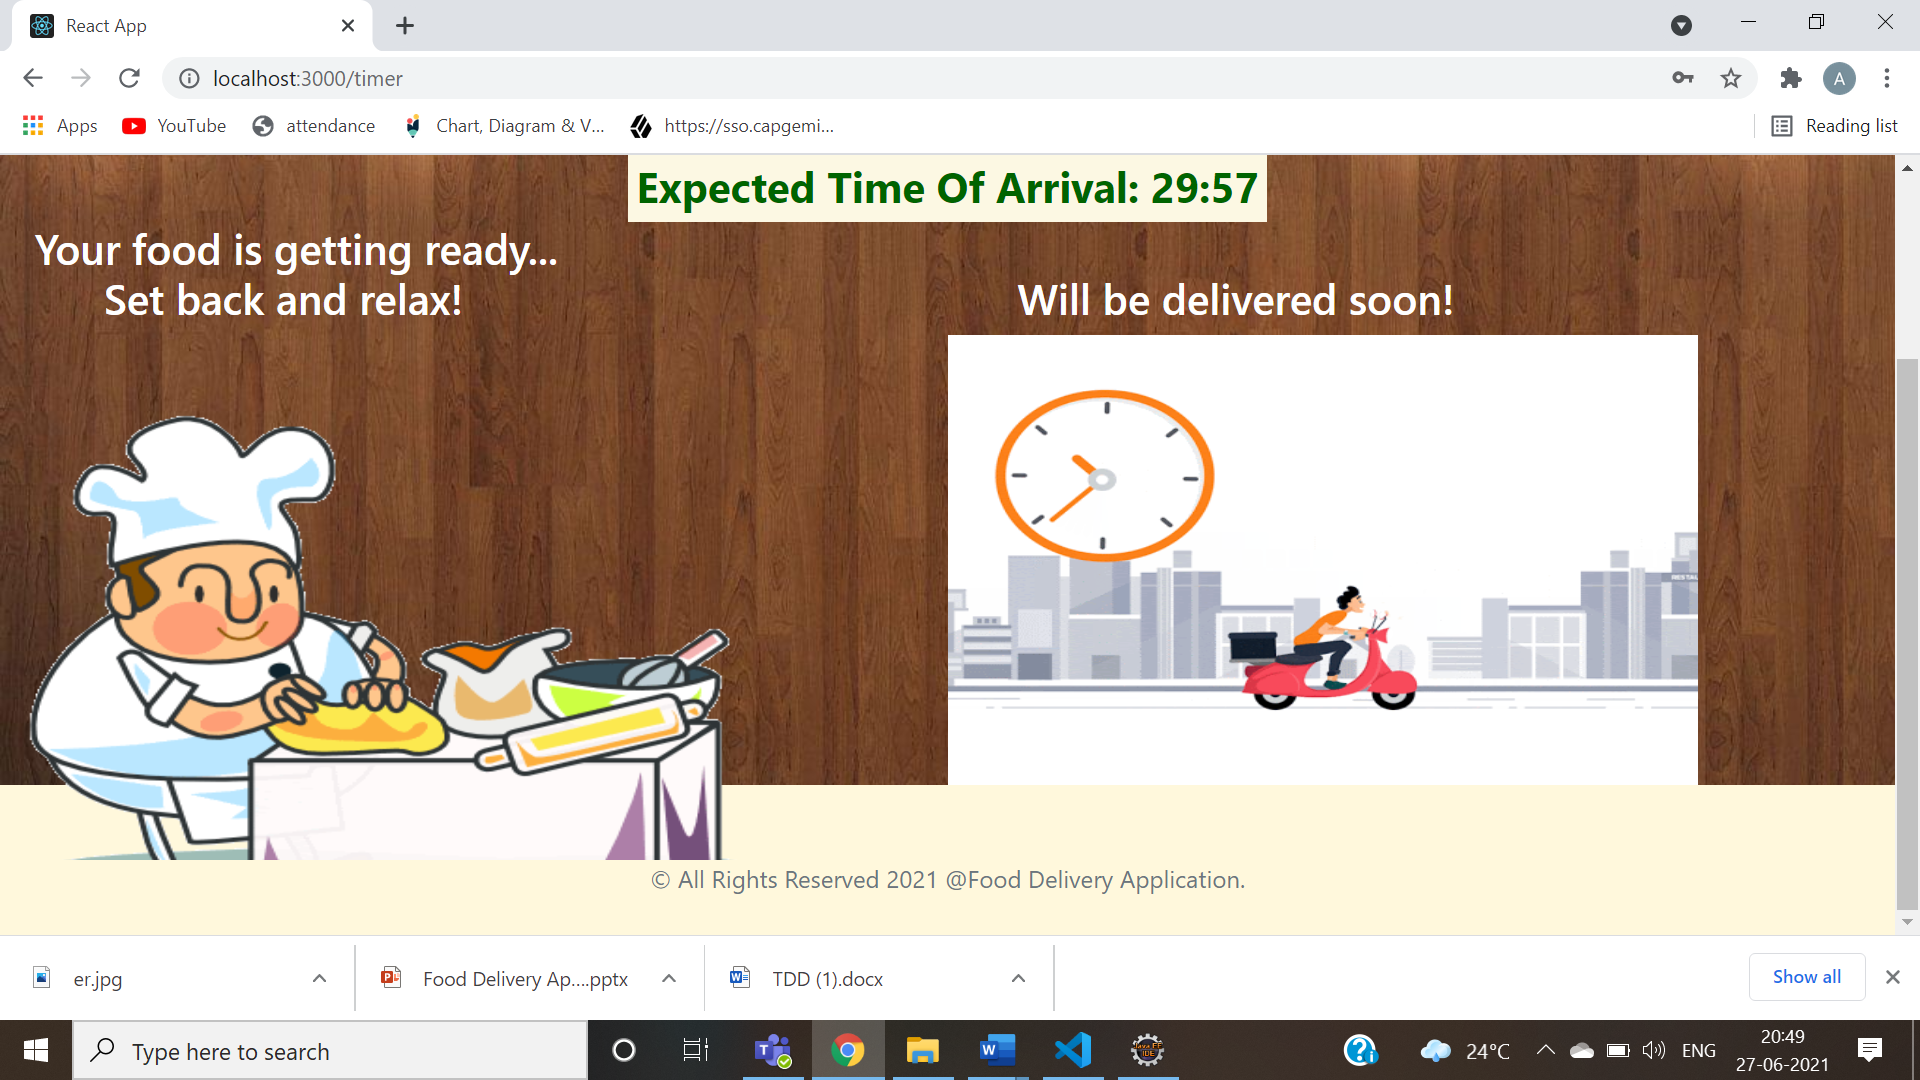 React App
localhost:3000/timer
A
Apps
YouTube
attendance
Chart, Diagram & V...
https://sso.capgemi...
Reading list
Expected Time Of Arrival: 29:57
Your food is getting ready...
Set back and relax!
Will be delivered soon!
© All Rights Reserved 2021 @Food Delivery Application.
er.jpg
Food Delivery Ap....pptx
TDD (1).docx
Show all
Type here to search
24°C
ENG
20:49
27-06-2021